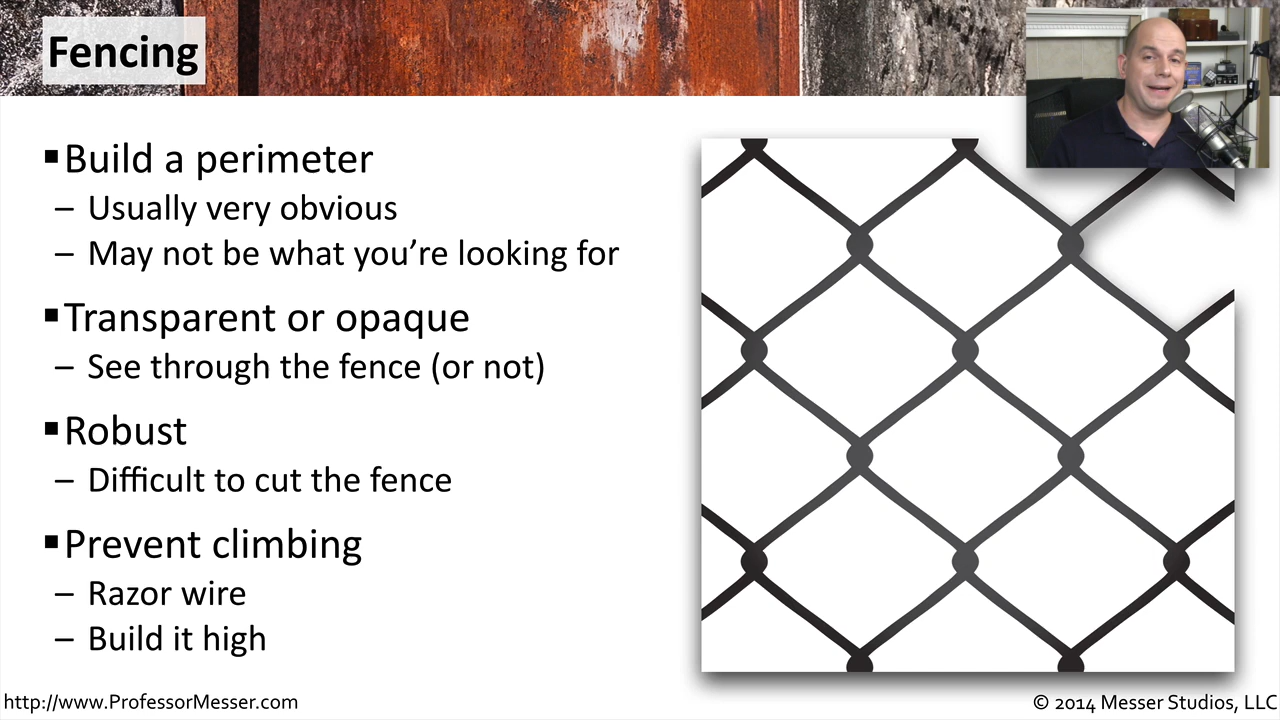 Fencing
▪Build a perimeter
– Usually very obvious
– May not be what you’re looking for
▪Transparent or opaque
– See through the fence (or not)
▪Robust
– Difficult to cut the fence
▪Prevent climbing
– Razor wire
– Build it high
http://www.ProfessorMesser.com
© 2014 Messer Studios, LLC